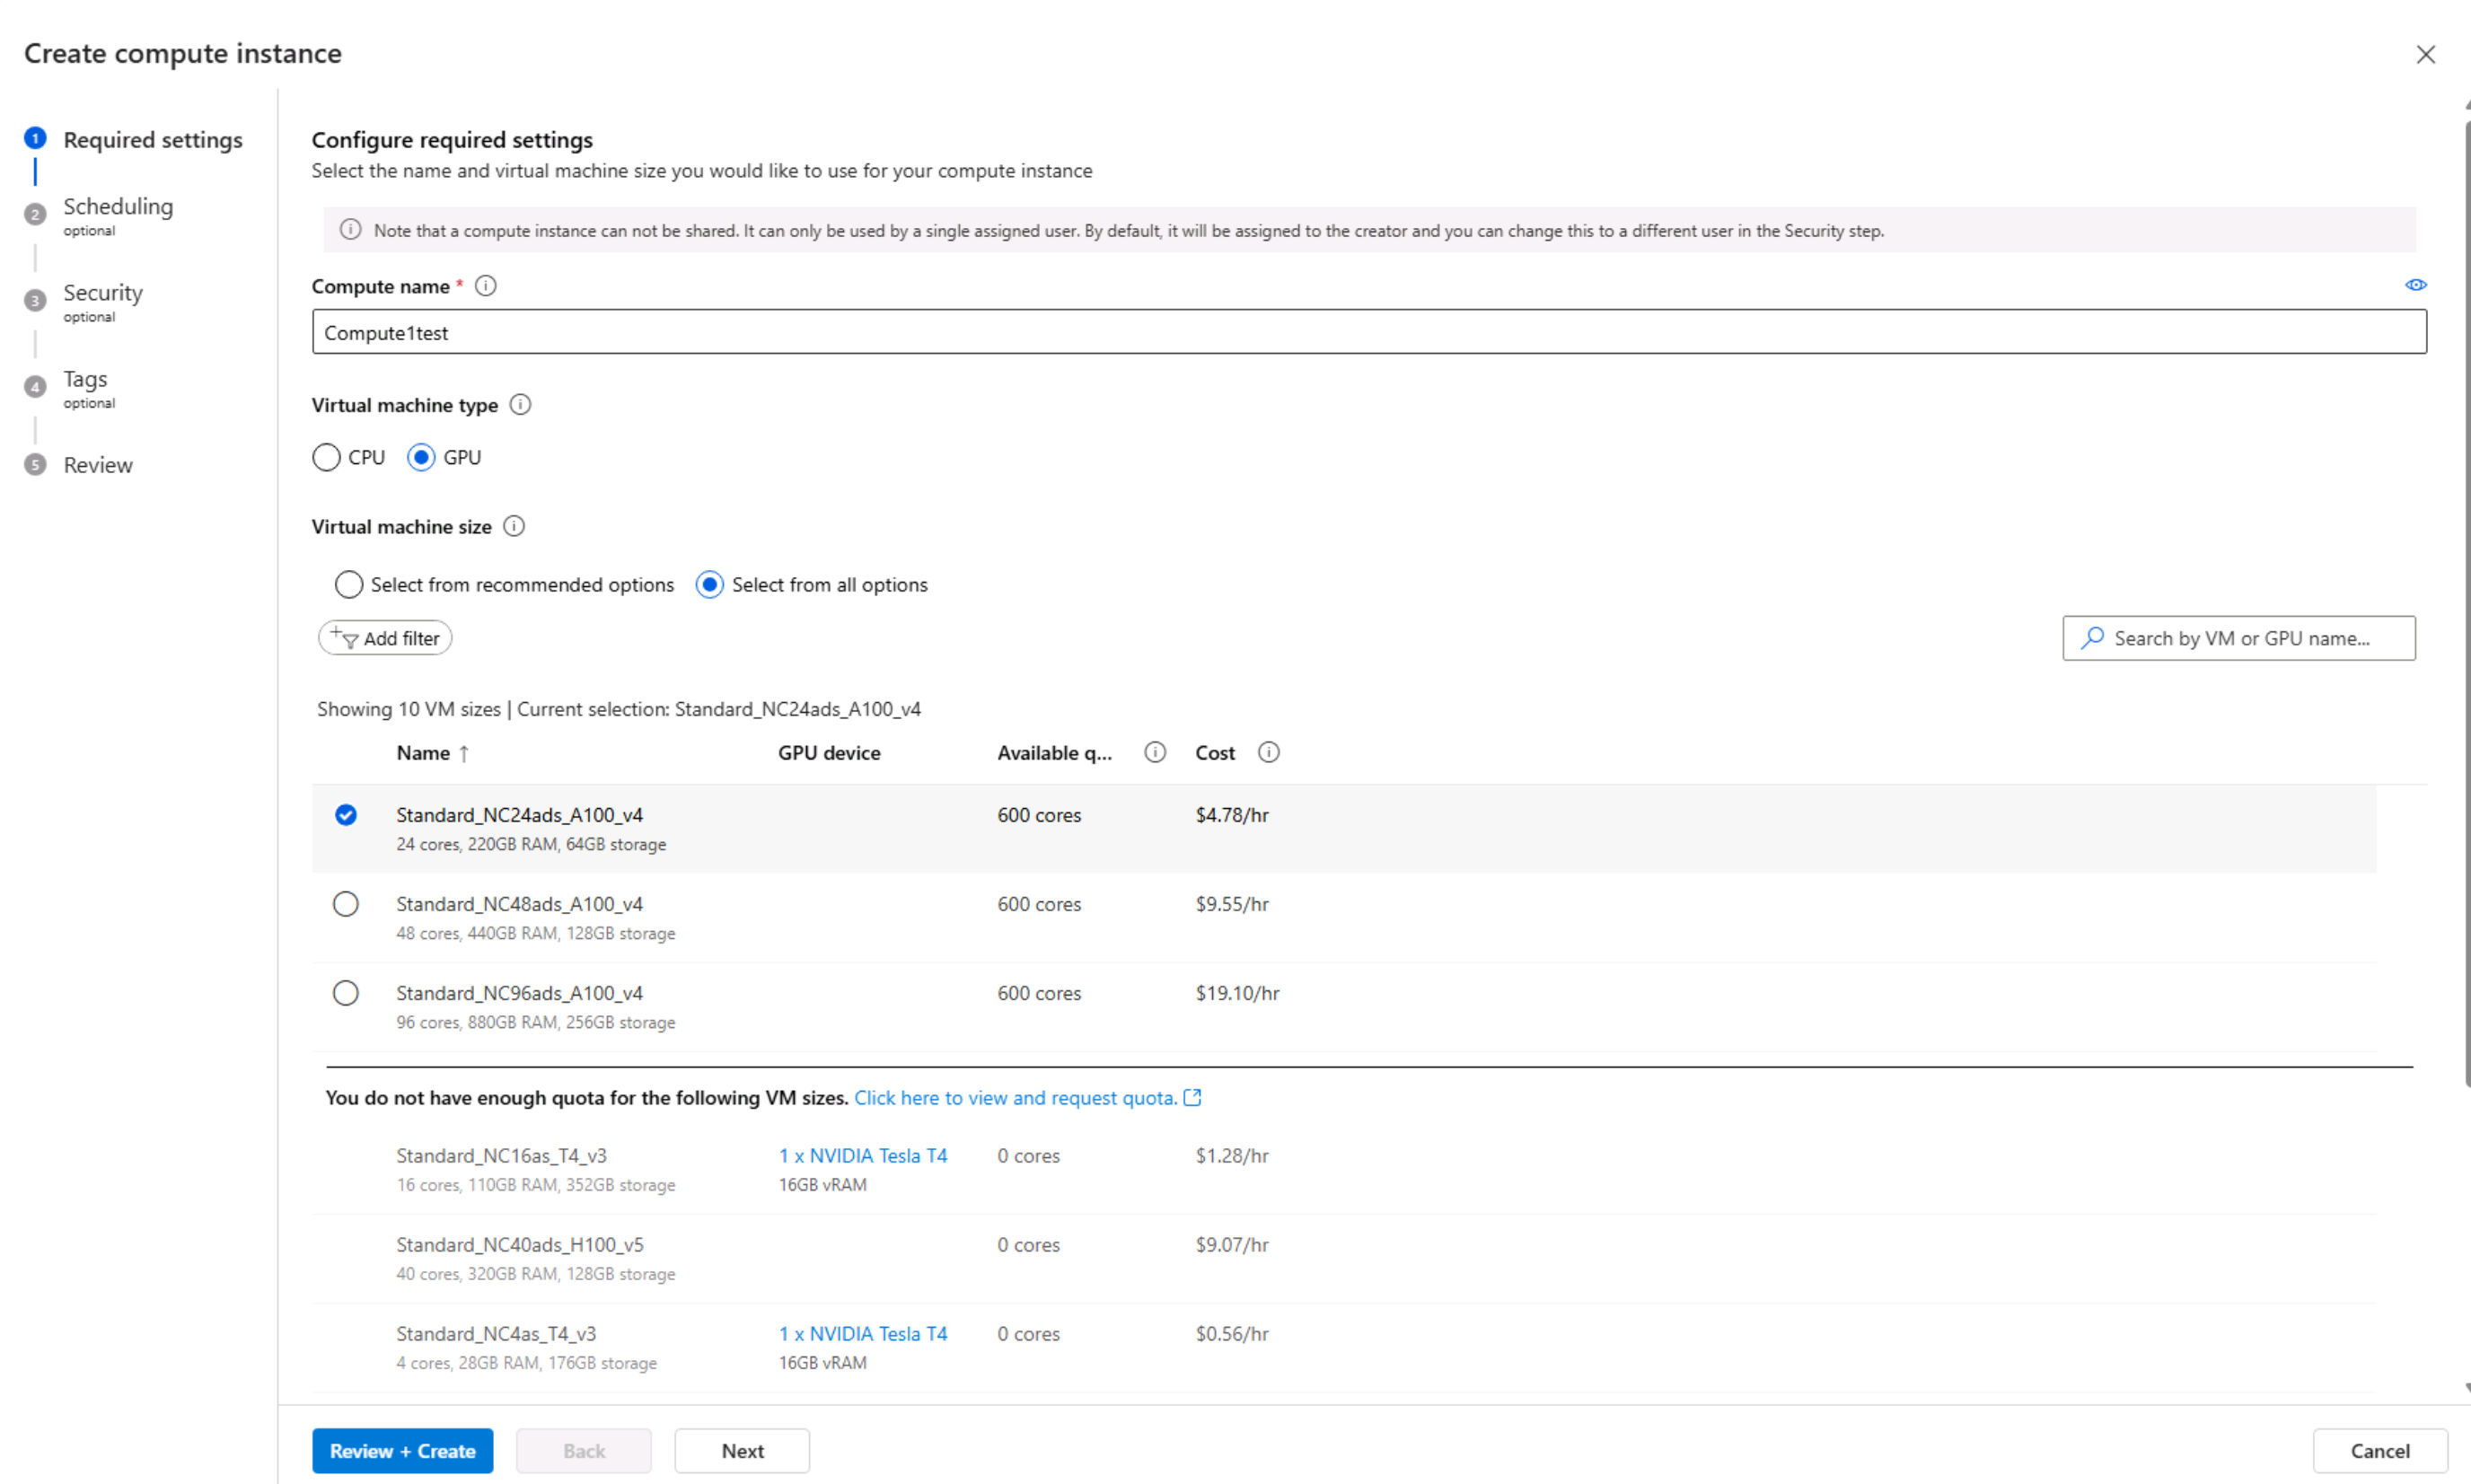 Create compute instance
1 Required settings
2 Scheduling
optional
3 Security
optional
4 Tags
optional
5 Review
Configure required settings
Select the name and virtual machine size you would like to use for your compute instance
Note that a compute instance can not be shared. It can only be used by a single assigned user. By default, it will be assigned to the creator and you can change this to a different user in the Security step.
Compute name *
Compute1test
Virtual machine type
CPU GPU
Virtual machine size
Select from recommended options Select from all options
Add filter Search by VM or GPU name...
Showing 10 VM sizes | Current selection: Standard_NC24ads_A100_v4
Name ↑ GPU device Available q... Cost
Standard_NC24ads_A100_v4 600 cores $4.78/hr
24 cores, 220GB RAM, 64GB storage
Standard_NC48ads_A100_v4 600 cores $9.55/hr
48 cores, 440GB RAM, 128GB storage
Standard_NC96ads_A100_v4 600 cores $19.10/hr
96 cores, 880GB RAM, 256GB storage
You do not have enough quota for the following VM sizes. Click here to view and request quota.
Standard_NC16as_T4_v3 1 x NVIDIA Tesla T4 0 cores $1.28/hr
16 cores, 110GB RAM, 352GB storage 16GB vRAM
Standard_NC40ads_H100_v5 0 cores $9.07/hr
40 cores, 320GB RAM, 128GB storage
Standard_NC4as_T4_v3 1 x NVIDIA Tesla T4 0 cores $0.56/hr
4 cores, 28GB RAM, 176GB storage 16GB vRAM
Review + Create Back Next Cancel